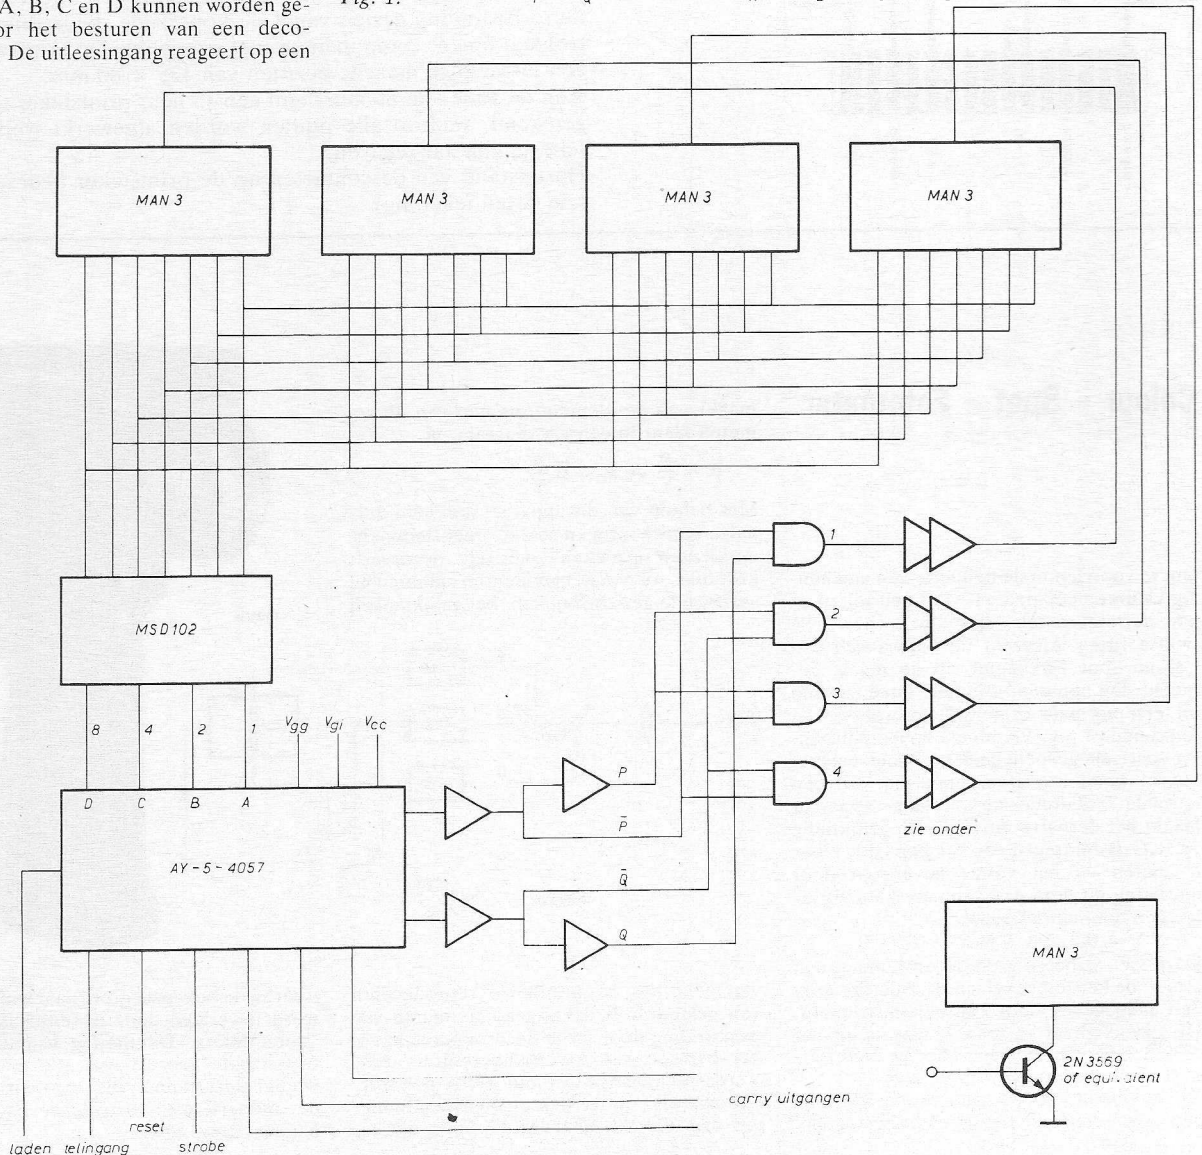 A, B, C en D kunnen worden ge-
or het besturen van een deco-
De uitleesingang reageert op een
Fig. 1.
MAN 3
MAN 3
MAN 3
MAN 3
MSD102
8
4
2
1
Vgg
Vgi
Vcc
D
C
B
A
AY-5-4057
P
P̄
Q̄
Q
1
2
3
4
zie onder
MAN 3
2N3569
of equivalent
carry uitgangen
laden
telingang
reset
strobe